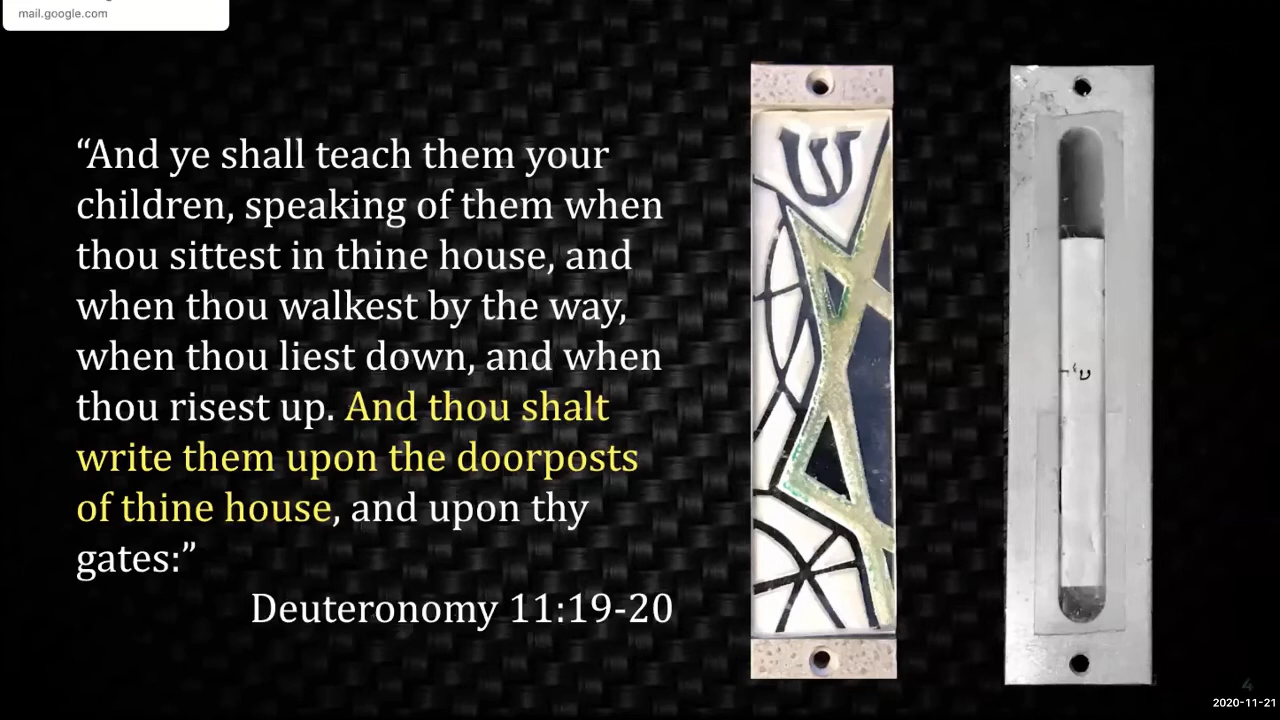 mail.google.com
“And ye shall teach them your
children, speaking of them when
thou sittest in thine house, and
when thou walkest by the way,
when thou liest down, and when
thou risest up. And thou shalt
write them upon the doorposts
of thine house, and upon thy
gates:”
Deuteronomy 11:19-20
ש
4
2020-11-21